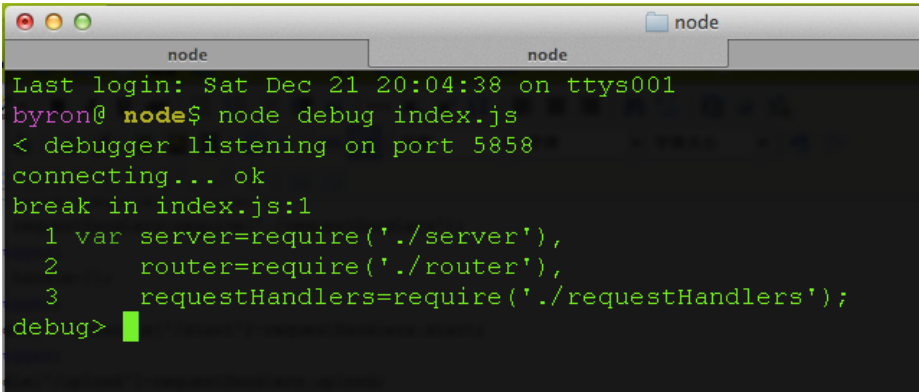 node
node node
Last login: Sat Dec 21 20:04:38 on ttys001
byron@ node$ node debug index.js
< debugger listening on port 5858
connecting... ok
break in index.js:1
  1 var server=require('./server'),
  2     router=require('./router'),
  3     requestHandlers=require('./requestHandlers');
debug>